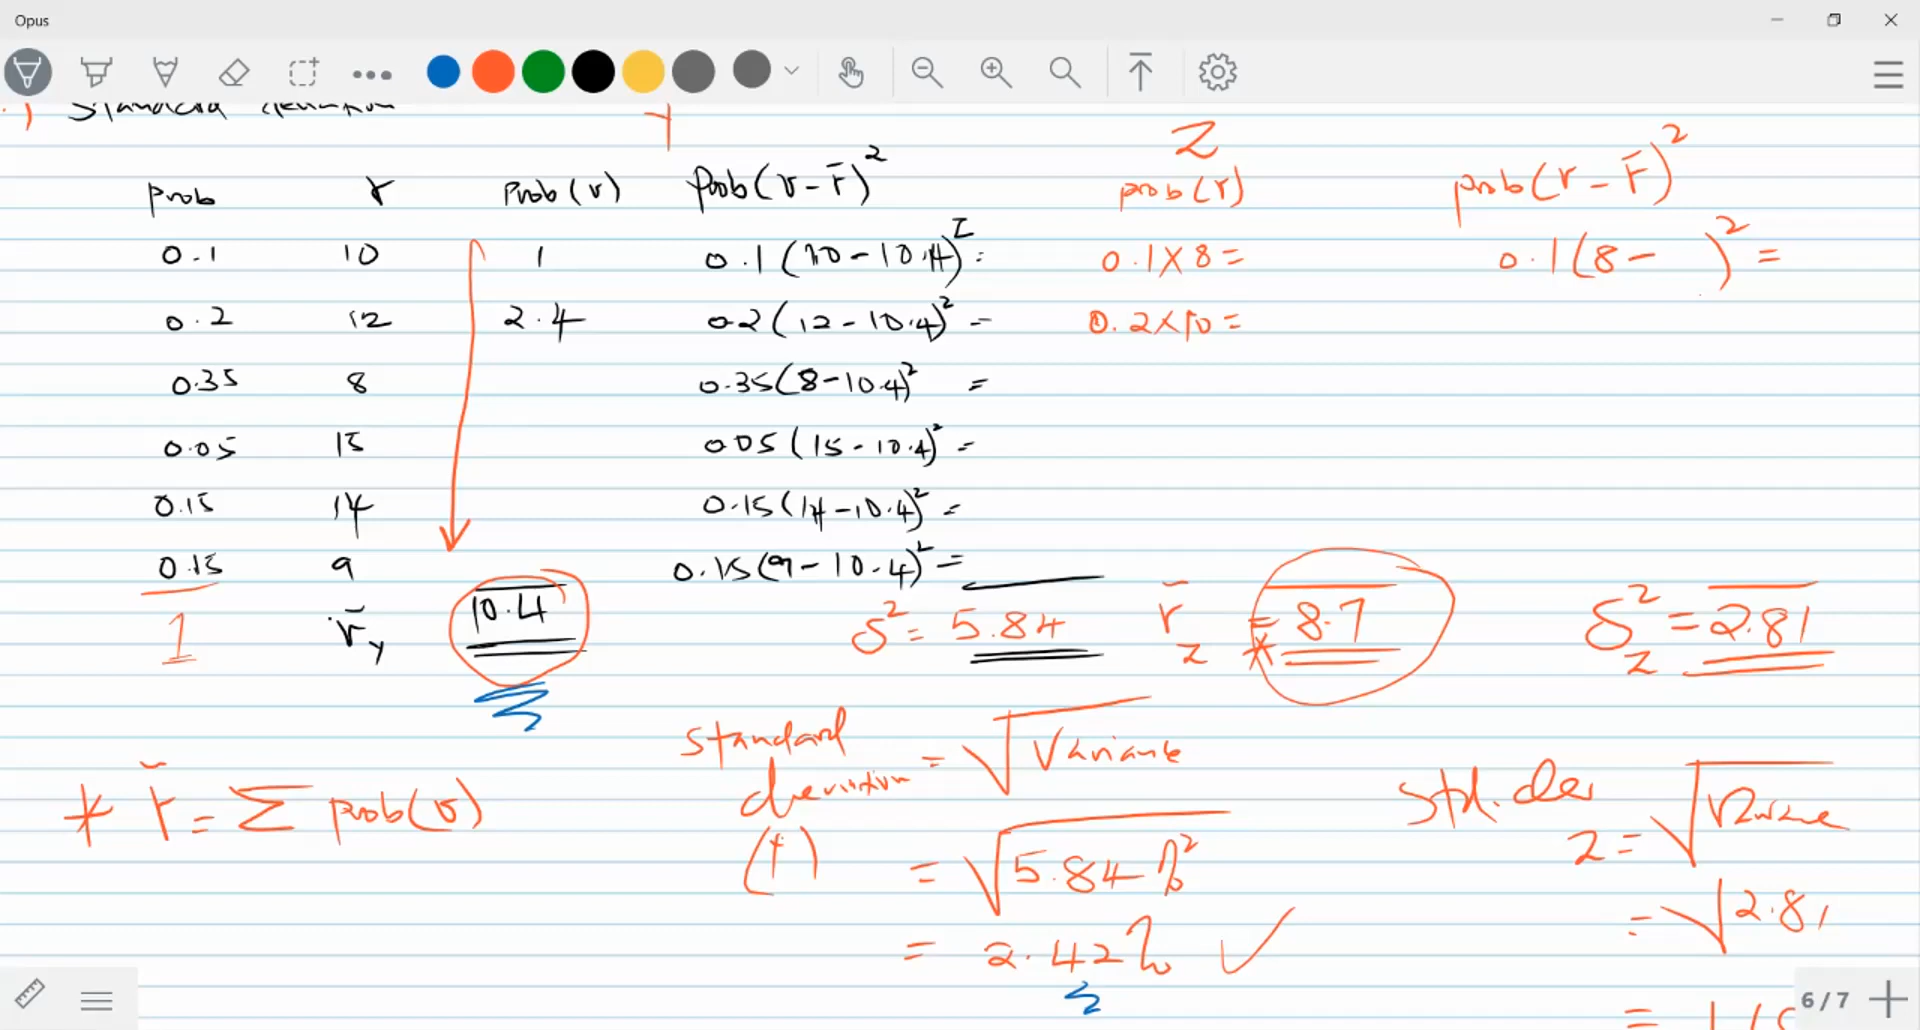 Opus
Standard deviation Y Z
prob r Prob (r) prob(r - r̄)² prob (r) prob(r - r̄)²
0.1 10 1 0.1 (10 - 10.4)² = 0.1 X 8 = 0.1 (8 - )² =
0.2 12 2.4 0.2 (12 - 10.4)² = 0.2 X 10 =
0.35 8 0.35 (8 - 10.4)² =
0.05 15 0.05 (15 - 10.4)² =
0.15 14 0.15 (14 - 10.4)² =
0.15 9 0.15 (9 - 10.4)² =
1 r̄y 10.4 δ² = 5.84 r̄z = 8.7 δ²z = 2.81
*
* r̄ = Σ prob(r)
standard deviation = √Variance
= √5.84%²
= 2.42%
Std. dev
z = √Variance
= √2.81
=
6 / 7